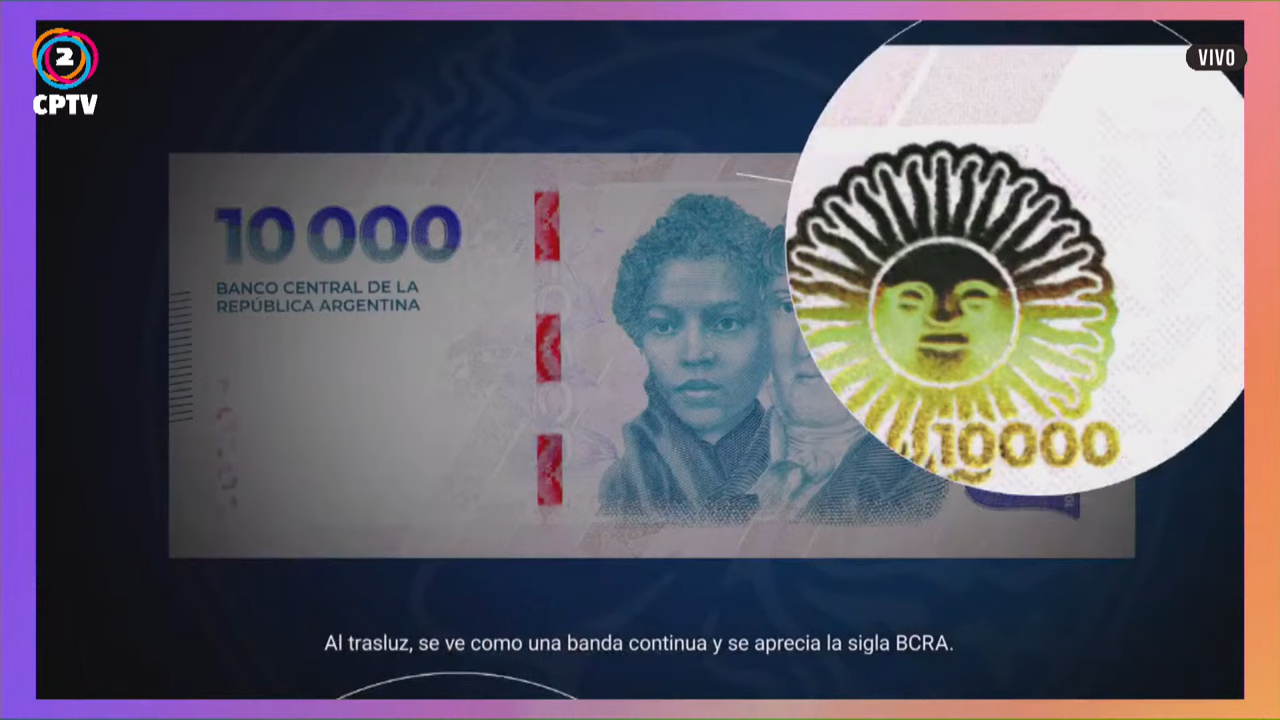 2
CPTV
VIVO
10 000
BANCO CENTRAL DE LA
REPÚBLICA ARGENTINA
10000
Al trasluz, se ve como una banda continua y se aprecia la sigla BCRA.